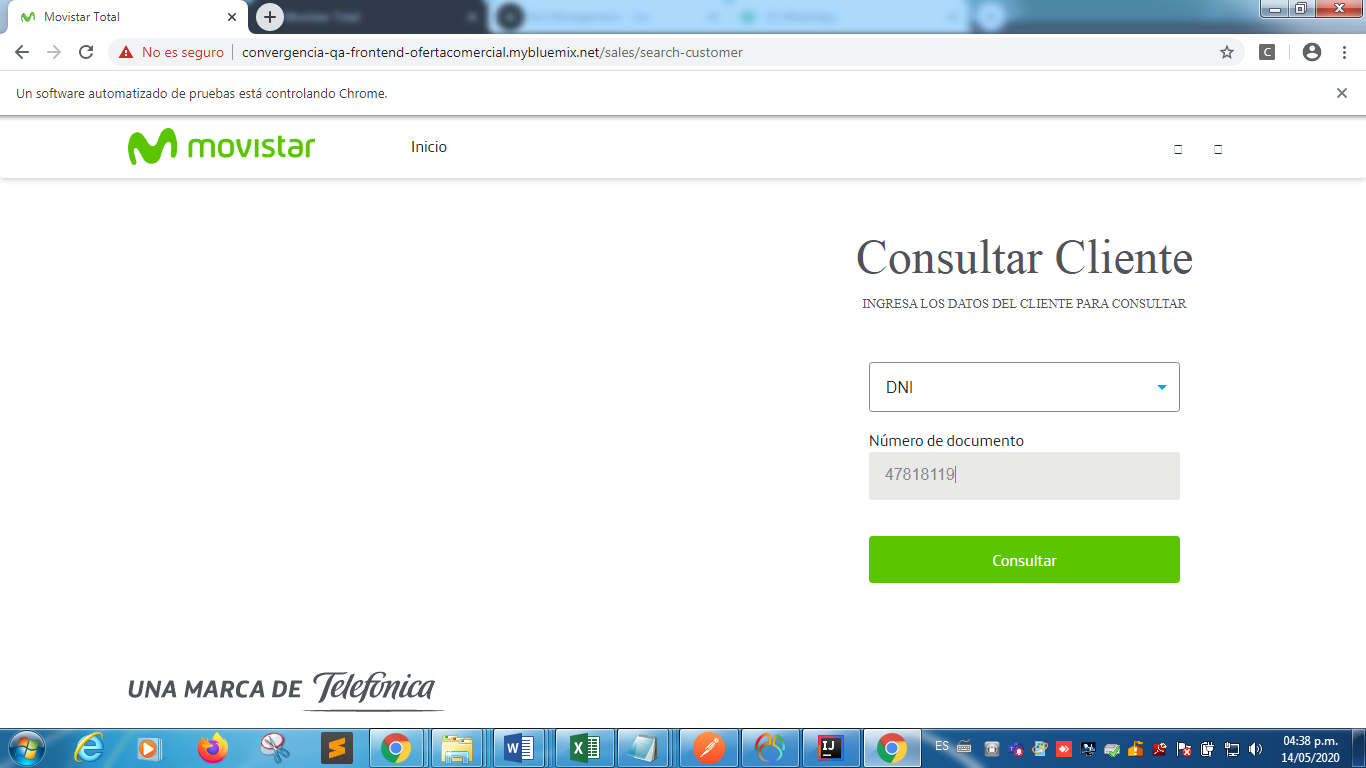 Movistar Total
Movistar Total
No es seguro
convergencia-qa-frontend-ofertacomercial.mybluemix.net/sales/search-customer
C
Un software automatizado de pruebas está controlando Chrome.
movistar
Inicio
Consultar Cliente
INGRESA LOS DATOS DEL CLIENTE PARA CONSULTAR
DNI
Número de documento
47818119
Consultar
UNA MARCA DE Telefónica
ES
04:38 p.m.
14/05/2020